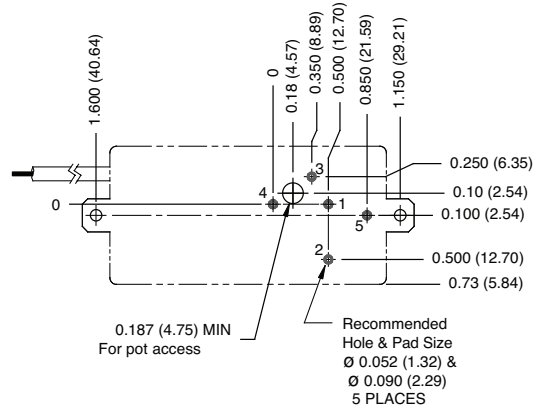 1.600 (40.64)
0
0.18 (4.57)
0.350 (8.89)
0.500 (12.70)
0.850 (21.59)
1.150 (29.21)
3
0.250 (6.35)
4
0.10 (2.54)
0
1
5
0.100 (2.54)
2
0.500 (12.70)
0.73 (5.84)
0.187 (4.75) MIN
For pot access
Recommended
Hole & Pad Size
Ø 0.052 (1.32) &
Ø 0.090 (2.29)
5 PLACES